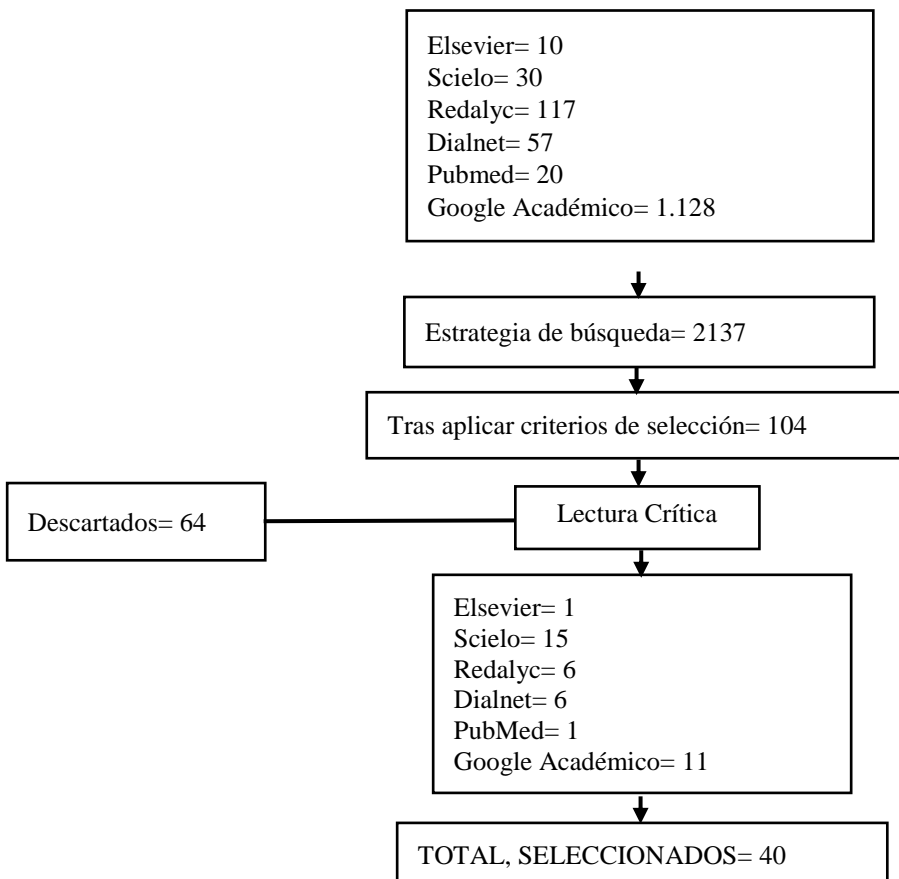 Elsevier= 10
Scielo= 30
Redalyc= 117
Dialnet= 57
Pubmed= 20
Google Académico= 1.128
Estrategia de búsqueda= 2137
Tras aplicar criterios de selección= 104
Descartados= 64
Lectura Crítica
Elsevier= 1
Scielo= 15
Redalyc= 6
Dialnet= 6
PubMed= 1
Google Académico= 11
TOTAL, SELECCIONADOS= 40